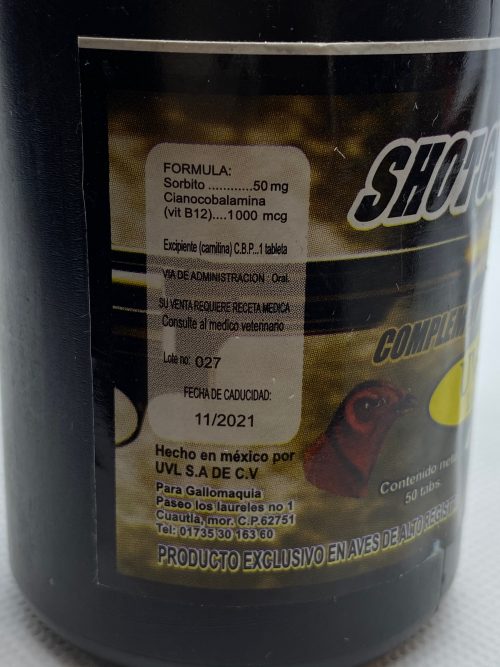 FORMULA:
Sorbito ............50 mg
Cianocobalamina
(vit B12)....1000 mcg
Excipiente (carnitina) C.B.P...1 tableta
VIA DE ADMINISTRACION : Oral.
SU VENTA REQUIERE RECETA MEDICA
Consulte al medico veterinario
Lote no: 027
FECHA DE CADUCIDAD:
11/2021
Hecho en méxico por
UVL S.A DE C.V
Para Gallomaquia
Paseo los laureles no 1
Cuautla, mor. C.P.62751
Tel: 01735 30 163 60
PRODUCTO EXCLUSIVO EN AVES DE ALTO
SHOT
Contenido
50 tabs.